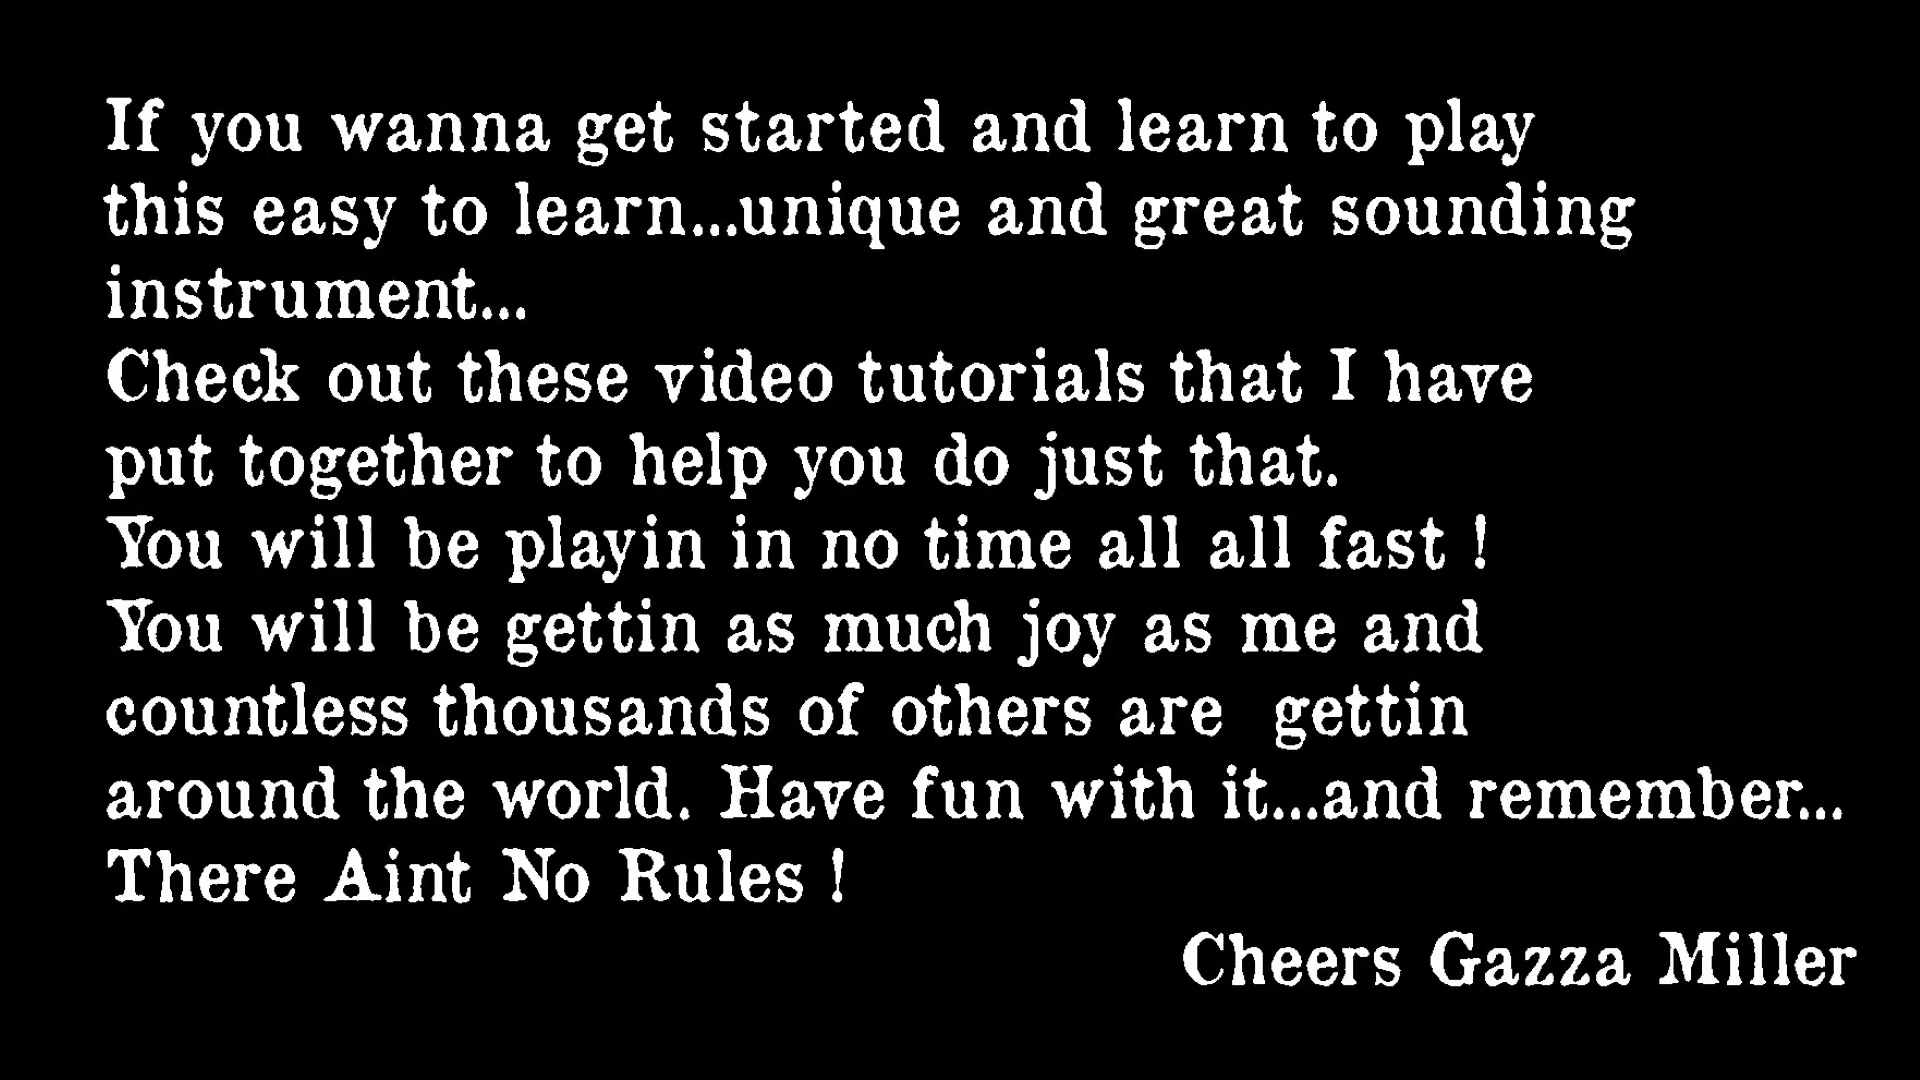 If you wanna get started and learn to play
this easy to learn...unique and great sounding
instrument...
Check out these video tutorials that I have
put together to help you do just that.
You will be playin in no time all all fast !
You will be gettin as much joy as me and
countless thousands of others are  gettin
around the world. Have fun with it...and remember...
There Aint No Rules !
Cheers Gazza Miller